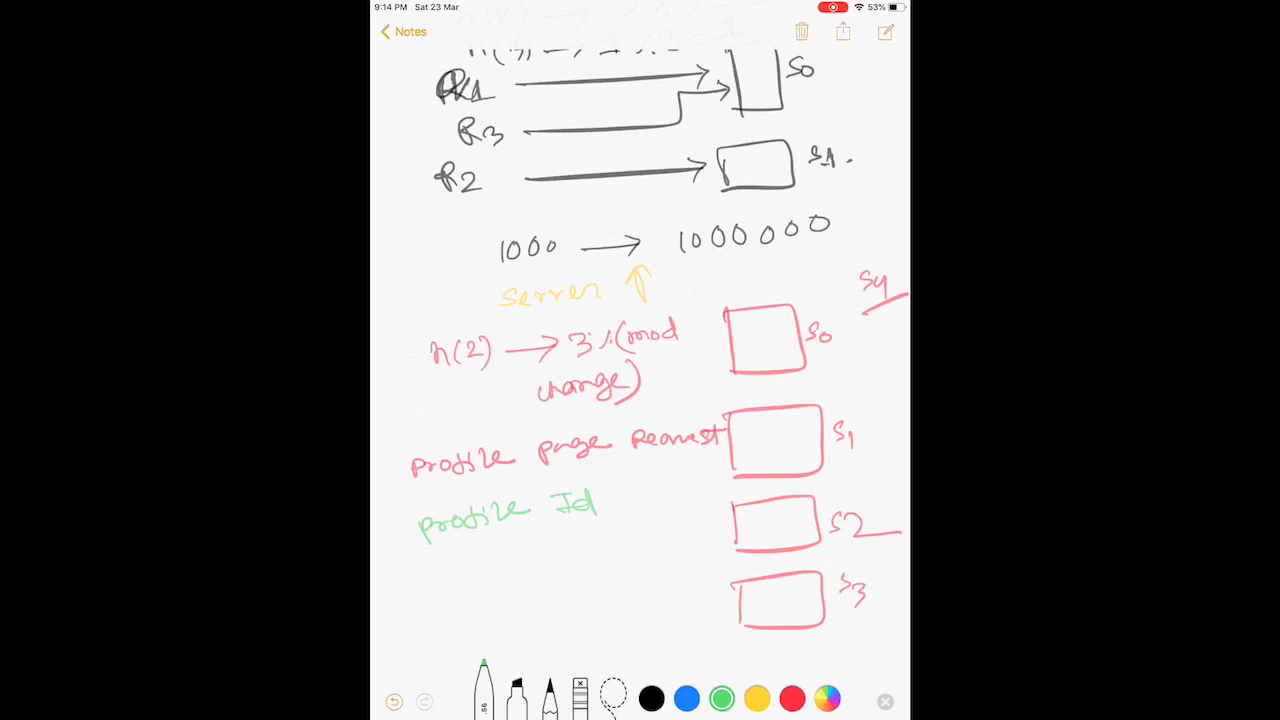 9:14 PM Sat 23 Mar
53%
Notes
R1
S0
R3
R2
S1.
1000 → 1000000
server ↑
S4
h(2) → 3 % (mod
change)
S0
profile page Request
S1
profile Id
S2
S3